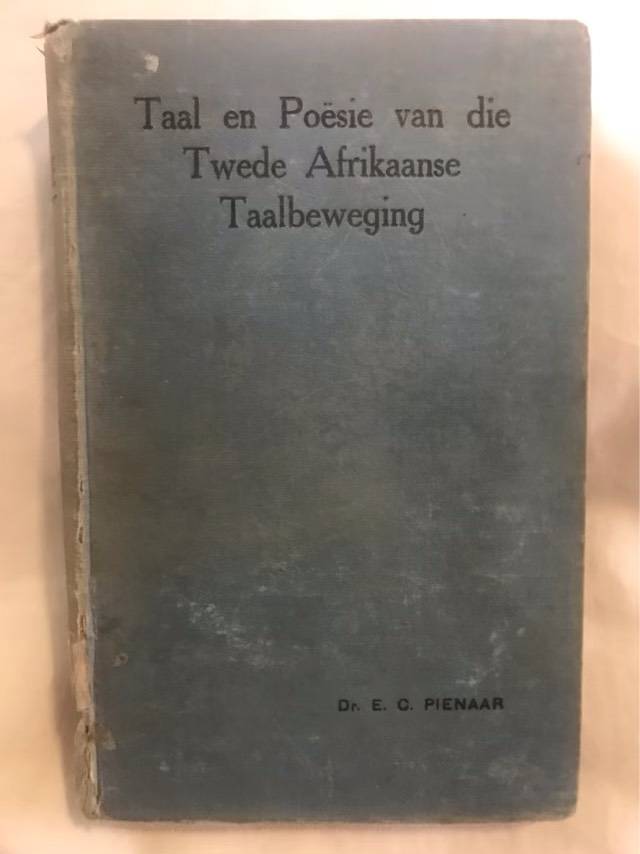 Taal en Poësie van die
Twede Afrikaanse
Taalbeweging
Dr. E. C. PIENAAR